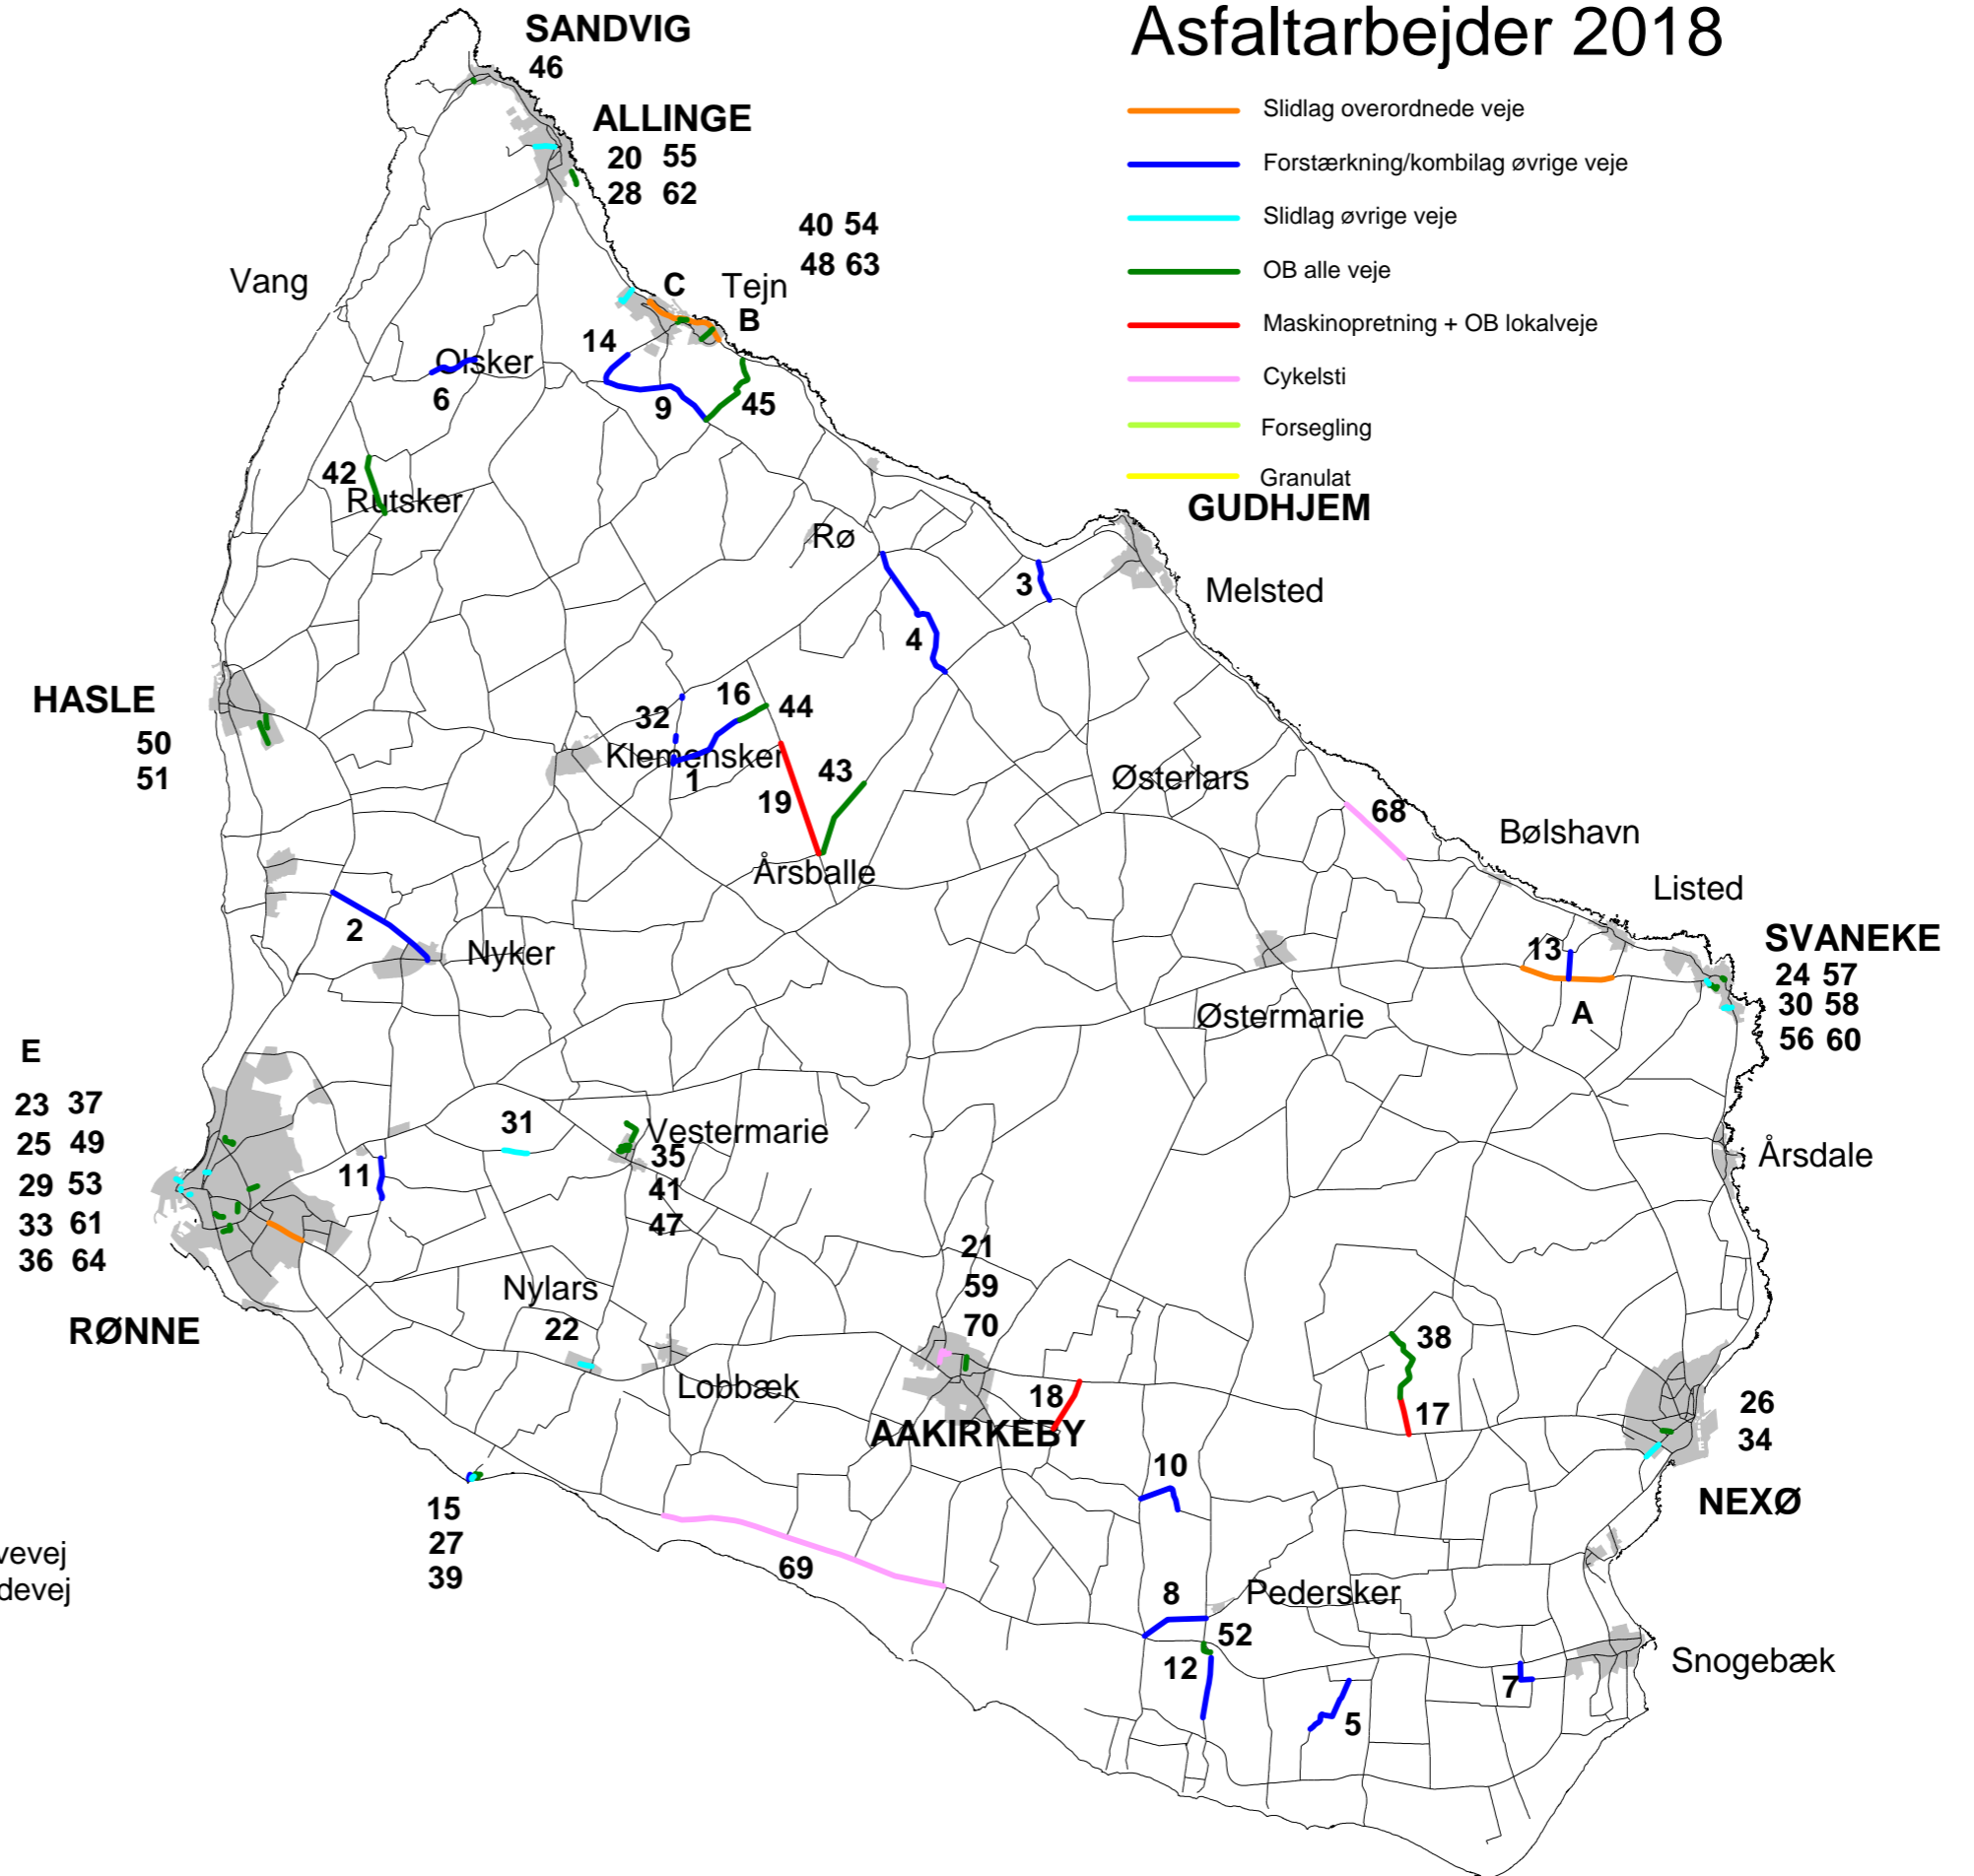 Asfaltarbejder 2018
Slidlag overordnede veje
Forstærkning/kombilag øvrige veje
Slidlag øvrige veje
OB alle veje
Maskinopretning + OB lokalveje
Cykelsti
Forsegling
Granulat
SANDVIG
46
ALLINGE
20 55
28 62
40 54
48 63
Vang
C
Tejn
B
14
Olsker
6
9
45
42
Rutsker
GUDHJEM
Rø
3
Melsted
4
HASLE
50
51
16
44
32
Klemensker
1
43
19
Østerlars
68
Årsballe
Bølshavn
Listed
2
Nyker
13
SVANEKE
24 57
30 58
56 60
A
Østermarie
E
23 37
25 49
29 53
33 61
36 64
RØNNE
31
Vestermarie
35
41
47
11
Årsdale
21
59
70
Nylars
22
Lobbæk
38
18
17
AAKIRKEBY
26
34
NEXØ
10
15
27
39
69
vevej
devej
8
Pedersker
52
12
Snogebæk
7
5